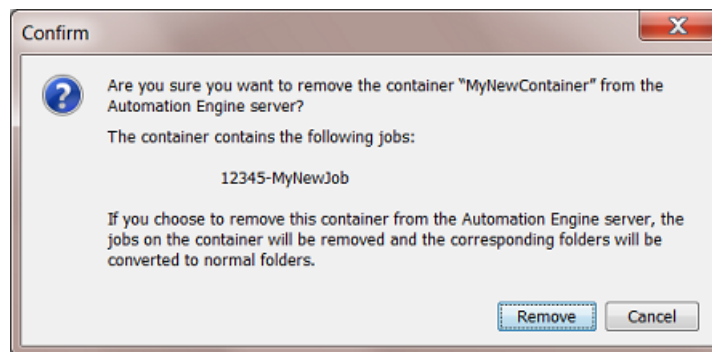 Confirm
Are you sure you want to remove the container “MyNewContainer” from the
Automation Engine server?
The container contains the following jobs:
12345-MyNewJob
If you choose to remove this container from the Automation Engine server, the
jobs on the container will be removed and the corresponding folders will be
converted to normal folders.
Remove Cancel